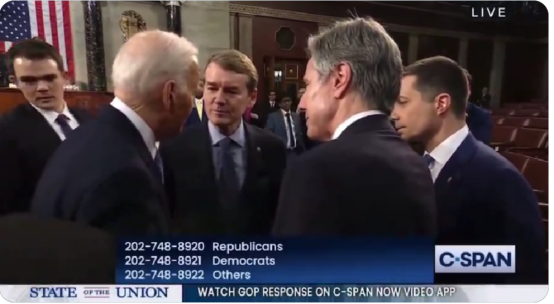 LIVE
202-748-8920 Republicans
202-748-8921 Democrats
202-748-8922 Others
C-SPAN
STATE OF THE UNION WATCH GOP RESPONSE ON C-SPAN NOW VIDEO APP